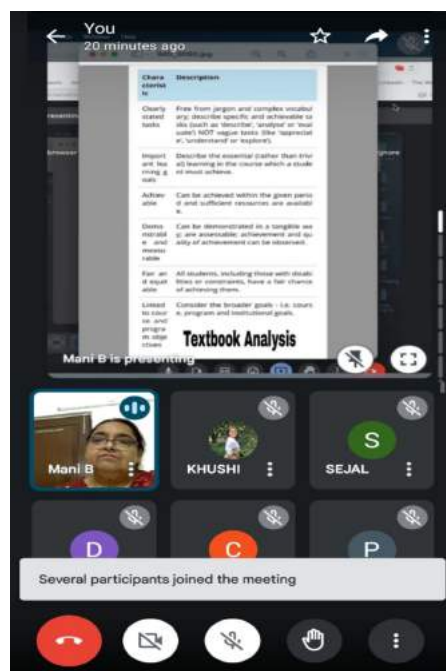 You
20 minutes ago
Chara
cterist
ic
Description
Clearly
stated
tasks
Free from jargon and complex vocabul
ary; describe specific and achievable ta
sks (such as 'describe', 'analyse' or 'eval
uate') NOT vague tasks (like 'appreciat
e', 'understand' or 'explore').
Import
ant lea
rning g
oals
Describe the essential (rather than trivi
al) learning in the course which a stude
nt must achieve.
Achiev
able
Can be achieved within the given perio
d and sufficient resources are availabl
e.
Demo
nstrabl
e and
measu
rable
Can be demonstrated in a tangible wa
y; are assessable; achievement and qu
ality of achievement can be observed.
Fair an
d equit
able
All students, including those with disabi
lities or constraints, have a fair chance
of achieving them.
Linked
to cour
se and
progra
m obje
ctives
Consider the broader goals - i.e. cours
e, program and institutional goals.
Textbook Analysis
Mani B is presenting
Mani B
KHUSHI
S
SEJAL
D
C
P
Several participants joined the meeting